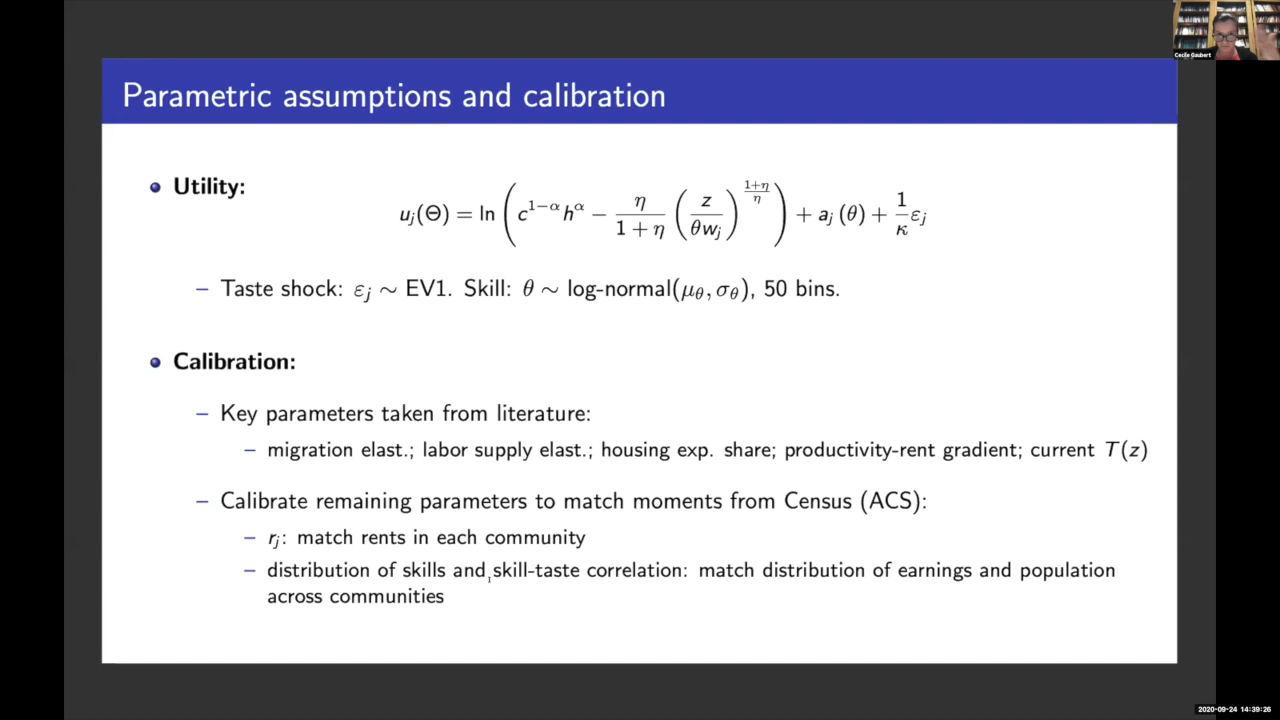 Cecile Gaubert
Parametric assumptions and calibration
Utility:
u_j(Θ) = ln ( c^{1−α} h^α − \frac{η}{1 + η} ( \frac{z}{θw_j} )^{\frac{1+η}{η}} ) + a_j (θ) + \frac{1}{κ} ε_j
– Taste shock: ε_j ∼ EV1. Skill: θ ∼ log-normal(μ_θ, σ_θ), 50 bins.
Calibration:
– Key parameters taken from literature:
– migration elast.; labor supply elast.; housing exp. share; productivity-rent gradient; current T(z)
– Calibrate remaining parameters to match moments from Census (ACS):
– r_j: match rents in each community
– distribution of skills and skill-taste correlation: match distribution of earnings and population
across communities
2020-09-24 14:39:26